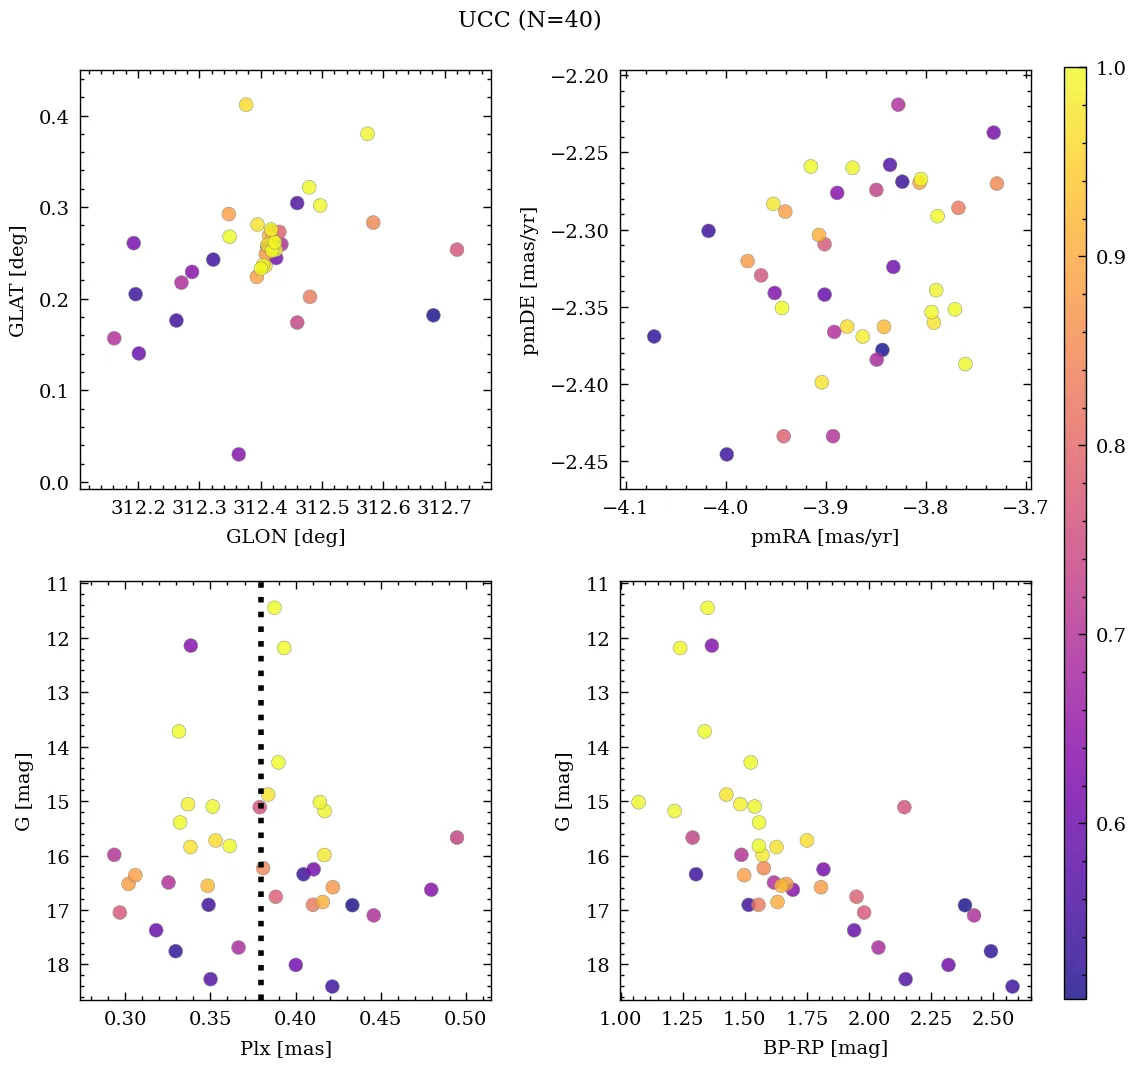 UCC (N=40)
0.4
0.3
0.2
0.1
0.0
GLAT [deg]
312.2 312.3 312.4 312.5 312.6 312.7
GLON [deg]
−2.20
−2.25
−2.30
−2.35
−2.40
−2.45
pmDE [mas/yr]
−4.1 −4.0 −3.9 −3.8 −3.7
pmRA [mas/yr]
11
12
13
14
15
16
17
18
G [mag]
0.30 0.35 0.40 0.45 0.50
Plx [mas]
11
12
13
14
15
16
17
18
G [mag]
1.00 1.25 1.50 1.75 2.00 2.25 2.50
BP-RP [mag]
1.0
0.9
0.8
0.7
0.6